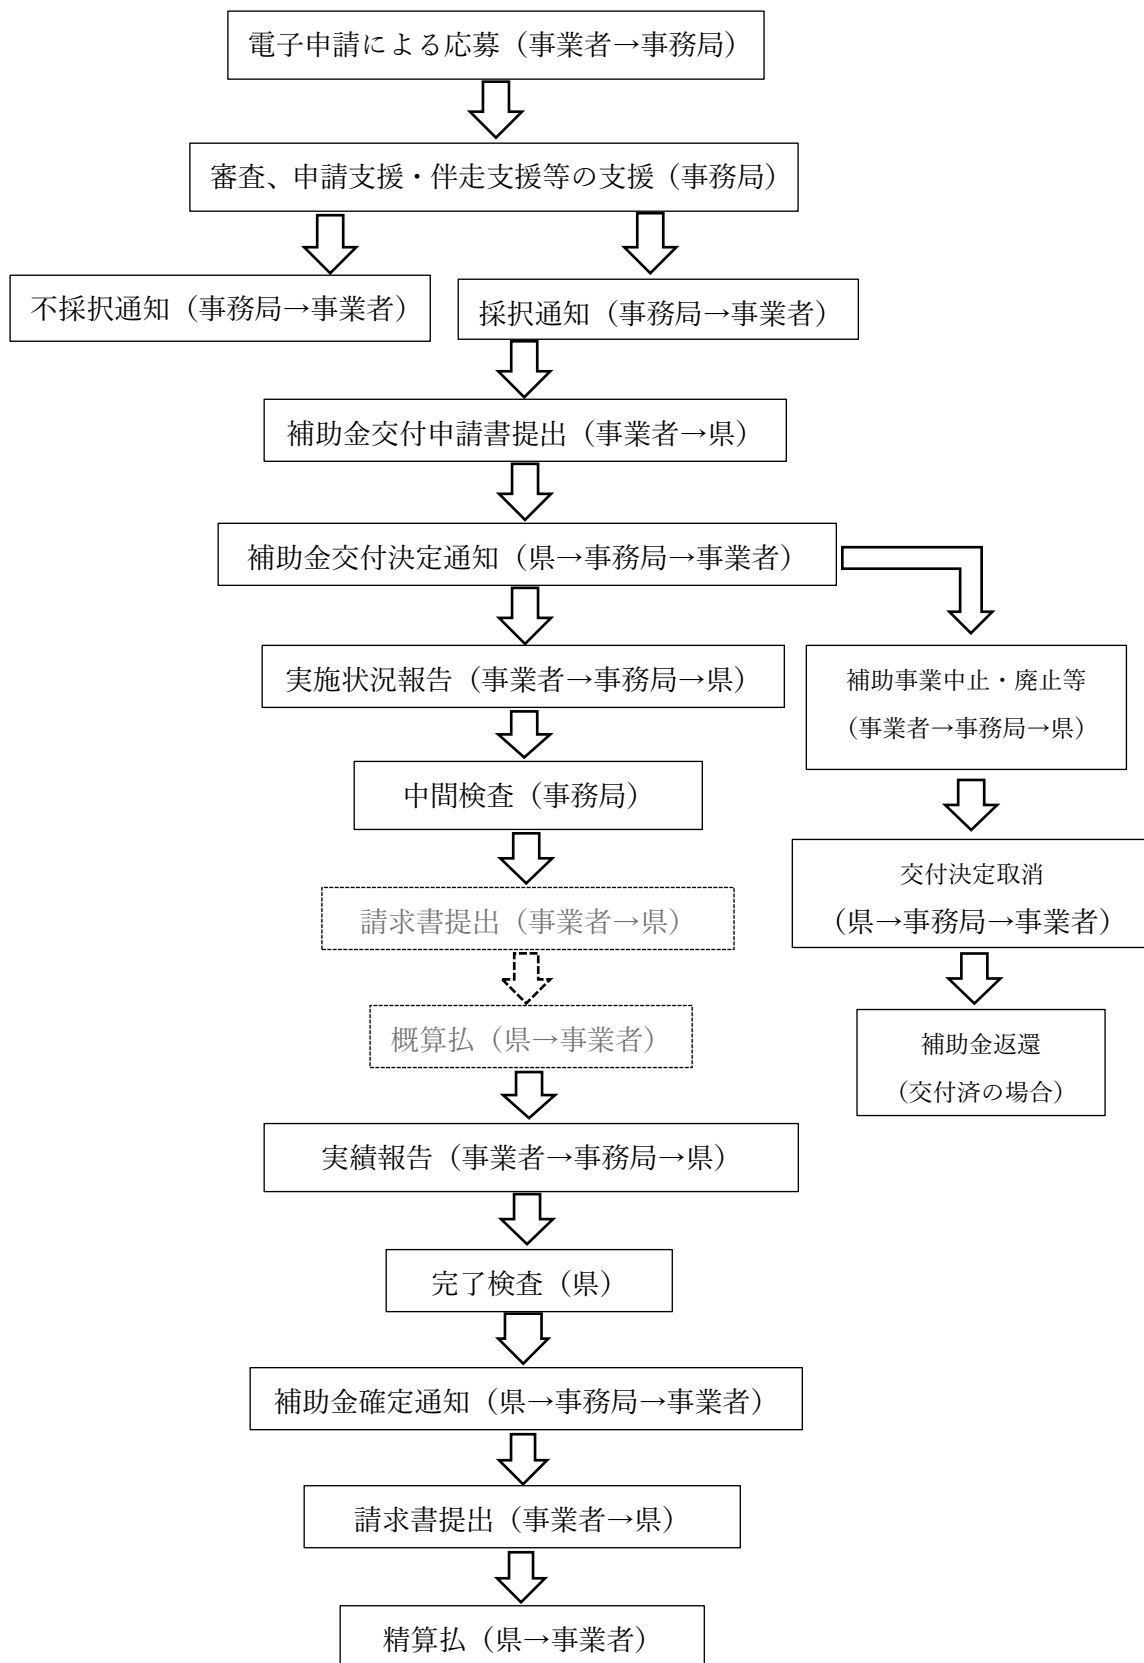 電子申請による応募（事業者→事務局）
審査、申請支援・伴走支援等の支援（事務局）
不採択通知（事務局→事業者）
採択通知（事務局→事業者）
補助金交付申請書提出（事業者→県）
補助金交付決定通知（県→事務局→事業者）
実施状況報告（事業者→事務局→県）
補助事業中止・廃止等
（事業者→事務局→県）
中間検査（事務局）
交付決定取消
（県→事務局→事業者）
請求書提出（事業者→県）
概算払（県→事業者）
補助金返還
（交付済の場合）
実績報告（事業者→事務局→県）
完了検査（県）
補助金確定通知（県→事務局→事業者）
請求書提出（事業者→県）
精算払（県→事業者）